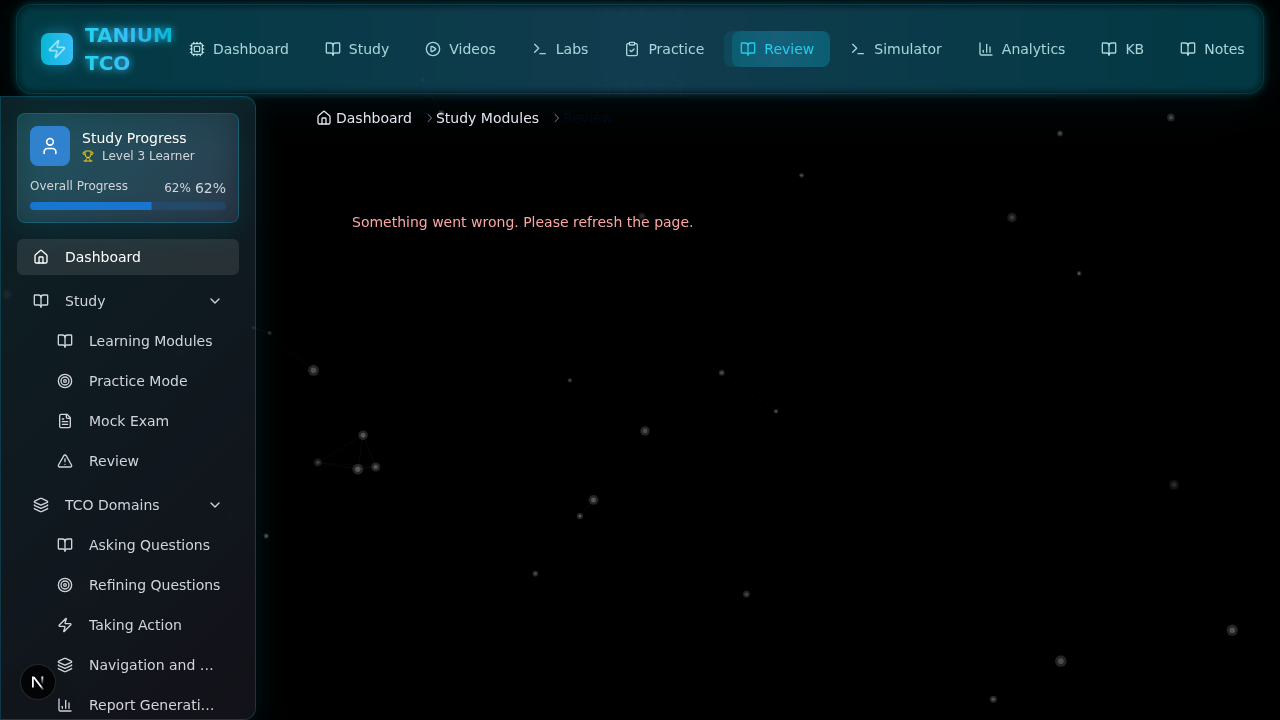 TANIUM
TCO
Dashboard
Study
Videos
Labs
Practice
Review
Simulator
Analytics
KB
Notes
Study Progress
Level 3 Learner
Overall Progress
62% 62%
Dashboard
Study
Learning Modules
Practice Mode
Mock Exam
Review
TCO Domains
Asking Questions
Refining Questions
Taking Action
Navigation and ...
Report Generati...
Dashboard
Study Modules
Review
Something went wrong. Please refresh the page.